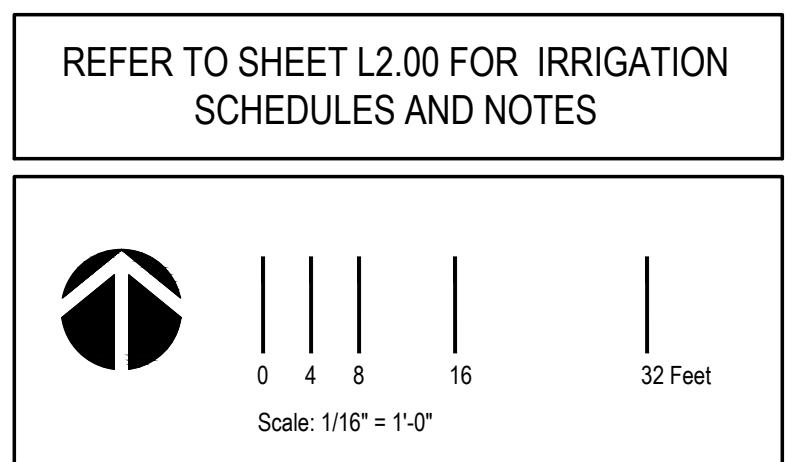 REFER TO SHEET L2.00 FOR IRRIGATION
SCHEDULES AND NOTES
0 4 8 16 32 Feet
Scale: 1/16" = 1'-0"